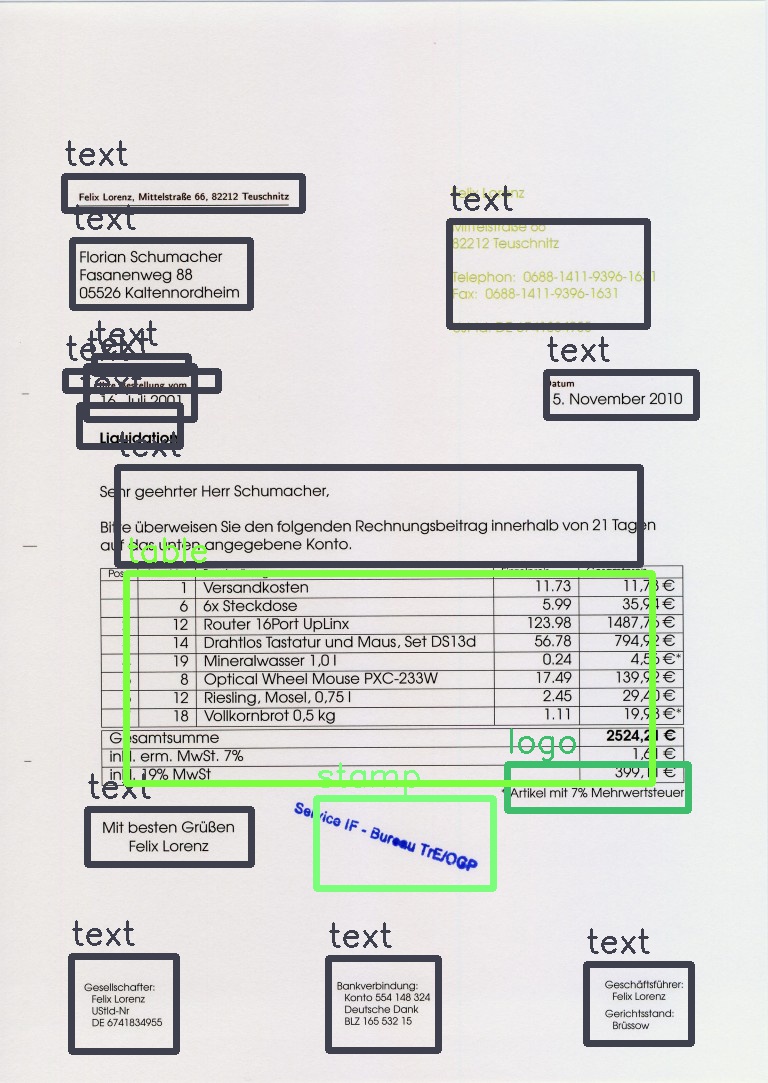 text
Felix Lorenz, Mittelstraße 66, 82212 Teuschnitz
text
Florian Schumacher
Fasanenweg 88
05526 Kaltennordheim
text
Felix Lorenz
Mittelstraße 66
82212 Teuschnitz
Telephon: 0688-1411-9396-1631
Fax: 0688-1411-9396-1631
text
text
text
Bestellung vom
16. Juli 2001
text
Datum
5. November 2010
Liquidation
text
Sehr geehrter Herr Schumacher,
Bitte überweisen Sie den folgenden Rechnungsbeitrag innerhalb von 21 Tagen
auf das unten angegebene Konto.
table
Pos
1 Versandkosten 11.73 11,73 €
6 6x Steckdose 5.99 35,94 €
12 Router 16Port UpLinx 123.98 1487,76 €
14 Drahtlos Tastatur und Maus, Set DS13d 56.78 794,92 €
19 Mineralwasser 1,0 l 0.24 4,56 €*
8 Optical Wheel Mouse PXC-233W 17.49 139,92 €
12 Riesling, Mosel, 0,75 l 2.45 29,40 €
18 Vollkornbrot 0,5 kg 1.11 19,98 €*
Gesamtsumme 2524,21 €
inkl. erm. MwSt. 7% €
inkl. 19% MwSt €
logo
*Artikel mit 7% Mehrwertsteuer
text
Mit besten Grüßen
Felix Lorenz
stamp
Service IF - Bureau TrE/OGP
text
Gesellschafter:
Felix Lorenz
UStId-Nr
DE 6741834955
text
Bankverbindung:
Konto 554 148 324
Deutsche Dank
BLZ 165 532 15
text
Geschäftsführer:
Felix Lorenz
Gerichtsstand:
Brüssow